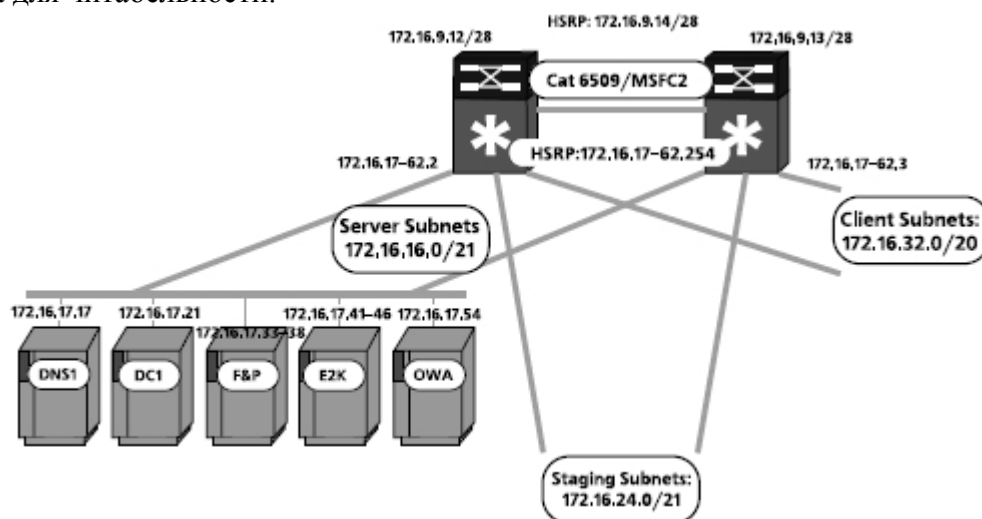 для читабельности.
HSRP: 172.16.9.14/28
172.16.9.12/28
172,16,9,13/28
Cat 6509/MSFC2
HSRP:172,16,17–62,254
172,16,17–62,2
172,16,17–62,3
Server Subnets
172,16,16,0/21
Client Subnets:
172.16.32.0/20
172,16,17,17
172,16,17,21
172,16,17,33–38
172,16,17,41–46
172,16,17,54
DNS1
DC1
F&P
E2K
OWA
Staging Subnets:
172.16.24.0/21